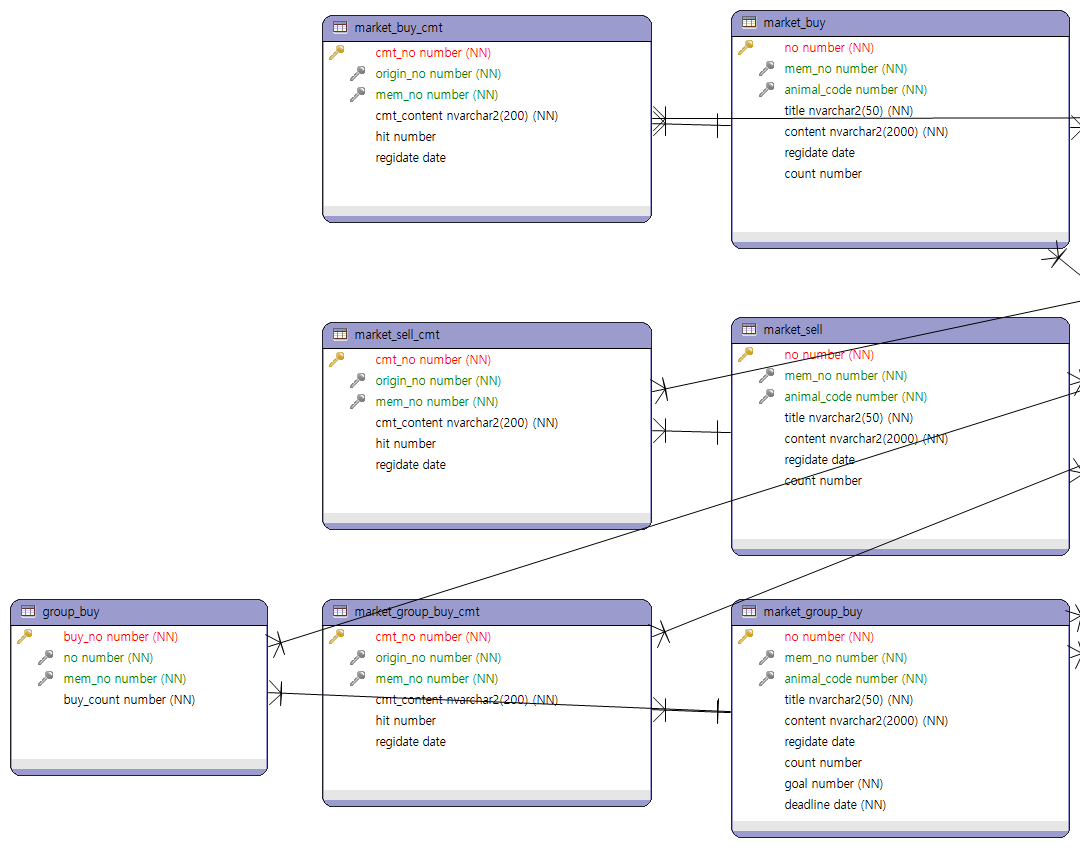 market_buy_cmt
cmt_no number (NN)
origin_no number (NN)
mem_no number (NN)
cmt_content nvarchar2(200) (NN)
hit number
regidate date
market_buy
no number (NN)
mem_no number (NN)
animal_code number (NN)
title nvarchar2(50) (NN)
content nvarchar2(2000) (NN)
regidate date
count number
market_sell_cmt
cmt_no number (NN)
origin_no number (NN)
mem_no number (NN)
cmt_content nvarchar2(200) (NN)
hit number
regidate date
market_sell
no number (NN)
mem_no number (NN)
animal_code number (NN)
title nvarchar2(50) (NN)
content nvarchar2(2000) (NN)
regidate date
count number
group_buy
buy_no number (NN)
no number (NN)
mem_no number (NN)
buy_count number (NN)
market_group_buy_cmt
cmt_no number (NN)
origin_no number (NN)
mem_no number (NN)
cmt_content nvarchar2(200) (NN)
hit number
regidate date
market_group_buy
no number (NN)
mem_no number (NN)
animal_code number (NN)
title nvarchar2(50) (NN)
content nvarchar2(2000) (NN)
regidate date
count number
goal number (NN)
deadline date (NN)